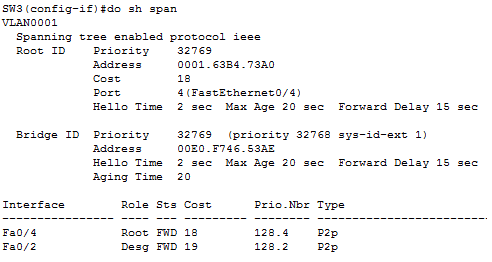 SW3(config-if)#do sh span
VLAN0001
Spanning tree enabled protocol ieee
Root ID Priority 32769
Address 0001.63B4.73A0
Cost 18
Port 4(FastEthernet0/4)
Hello Time 2 sec Max Age 20 sec Forward Delay 15 sec
Bridge ID Priority 32769 (priority 32768 sys-id-ext 1)
Address 00E0.F746.53AE
Hello Time 2 sec Max Age 20 sec Forward Delay 15 sec
Aging Time 20
Interface Role Sts Cost Prio.Nbr Type
---------------- ---- --- --------- -------- --------------------------
Fa0/4 Root FWD 18 128.4 P2p
Fa0/2 Desg FWD 19 128.2 P2p